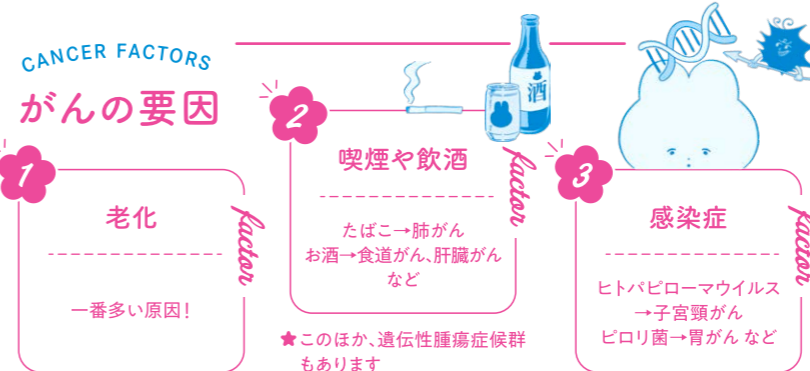 CANCER FACTORS
がんの要因
1
factor
老化
一番多い原因!
2
factor
酒
喫煙や飲酒
たばこ→肺がん
お酒→食道がん、肝臓がん
など
★このほか、遺伝性腫瘍症候群
もあります
3
factor
感染症
ヒトパピローマウイルス
→子宮頸がん
ピロリ菌→胃がん など